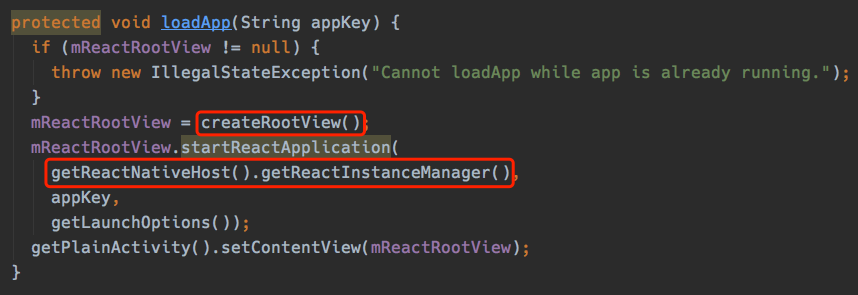 protected void loadApp(String appKey) {
if (mReactRootView != null) {
throw new IllegalStateException("Cannot loadApp while app is already running.");
}
mReactRootView = createRootView();
mReactRootView.startReactApplication(
getReactNativeHost().getReactInstanceManager(),
appKey,
getLaunchOptions());
getPlainActivity().setContentView(mReactRootView);
}